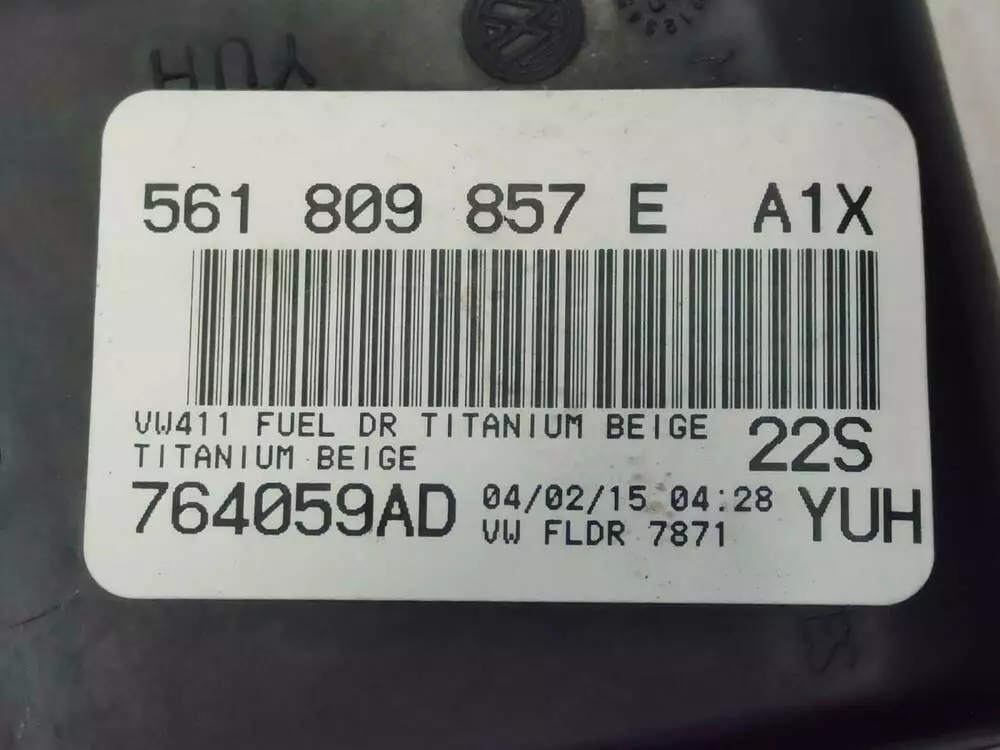 YUH
561 809 857 E A1X
VW411 FUEL DR TITANIUM BEIGE
TITANIUM BEIGE
22S
764059AD
04/02/15 04:28
VW FLDR 7871
YUH